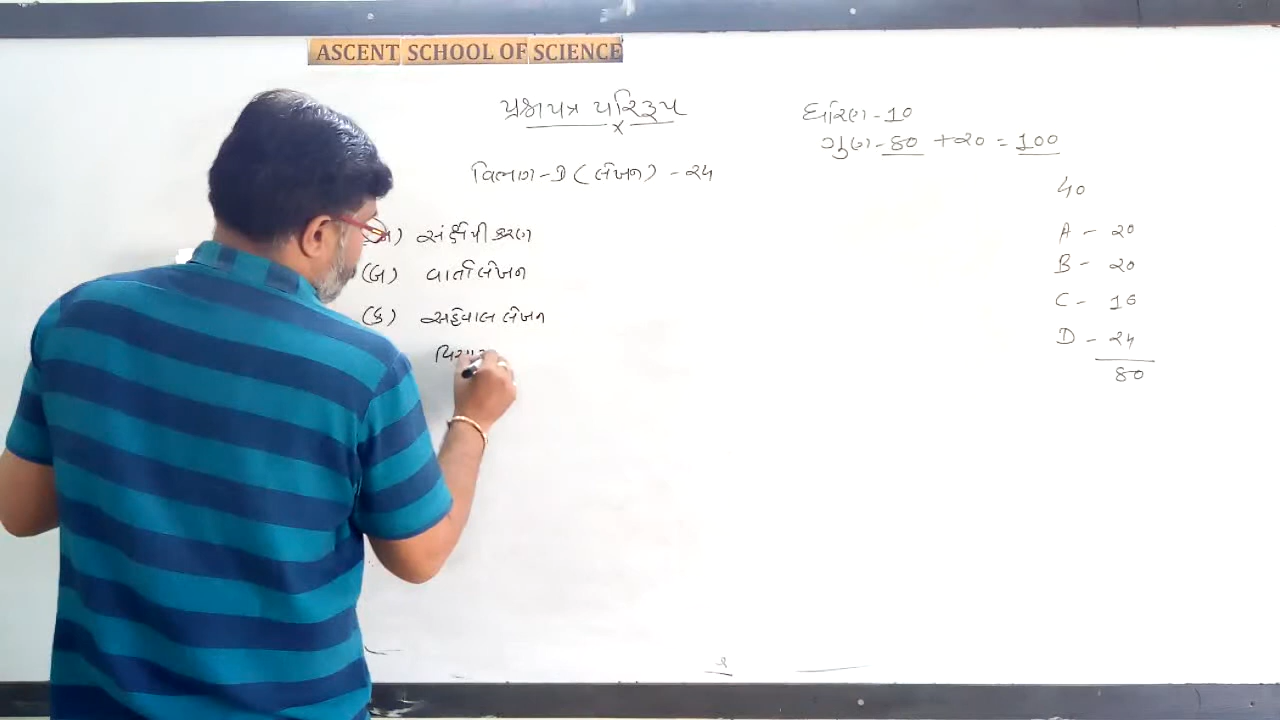 ASCENT SCHOOL OF SCIENCE
પ્રશ્નપત્ર પરિરૂપ
x
ધોરણ-10
ગુણ-80 +20 = 100
વિભાગ-D ( લેખન) - 24
40
A - 20
B - 20
C - 16
D - 24
80
અ) સંક્ષેપીકરણ
(બ) વાર્તાલેખન
(ક) અહેવાલ લેખન